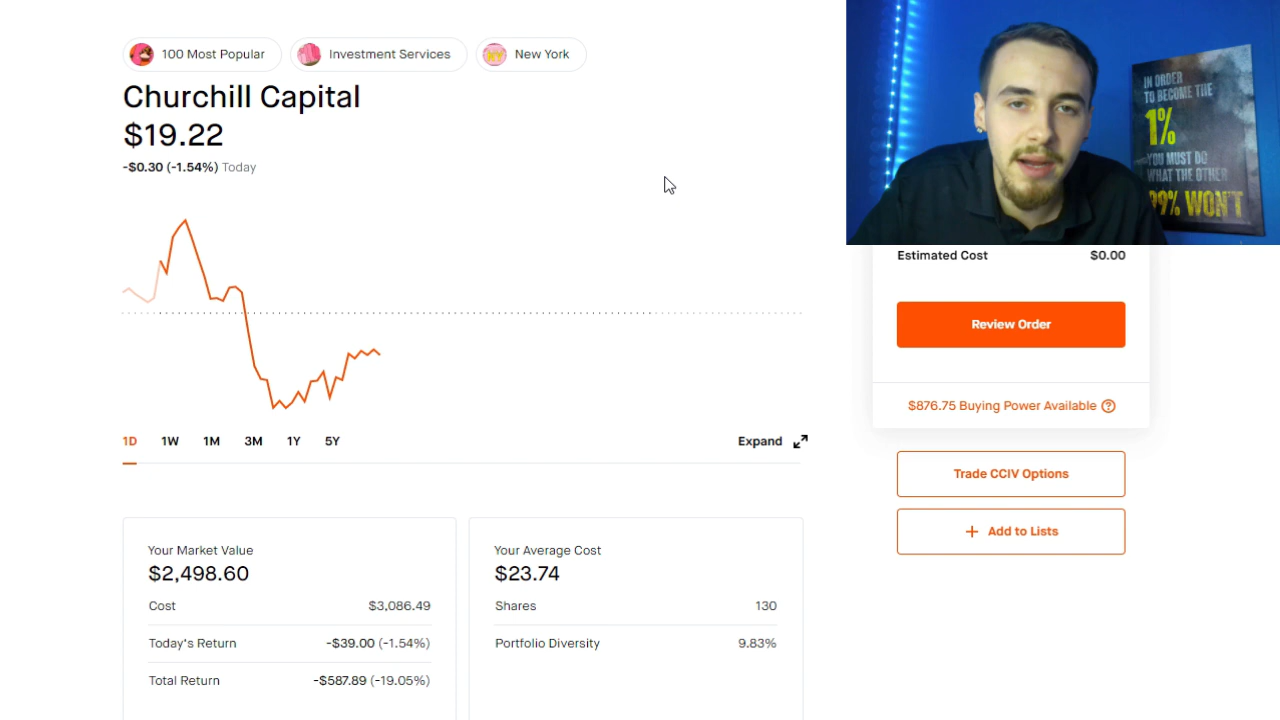 100 Most Popular
Investment Services
New York
Churchill Capital
$19.22
-$0.30 (-1.54%) Today
1D 1W 1M 3M 1Y 5Y
Expand
Your Market Value
$2,498.60
Cost $3,086.49
Today's Return -$39.00 (-1.54%)
Total Return -$587.89 (-19.05%)
Your Average Cost
$23.74
Shares 130
Portfolio Diversity 9.83%
IN ORDER
TO BECOME THE
1%
YOU MUST DO
WHAT THE OTHER
99% WON'T
Estimated Cost $0.00
Review Order
$876.75 Buying Power Available ?
Trade CCIV Options
+ Add to Lists